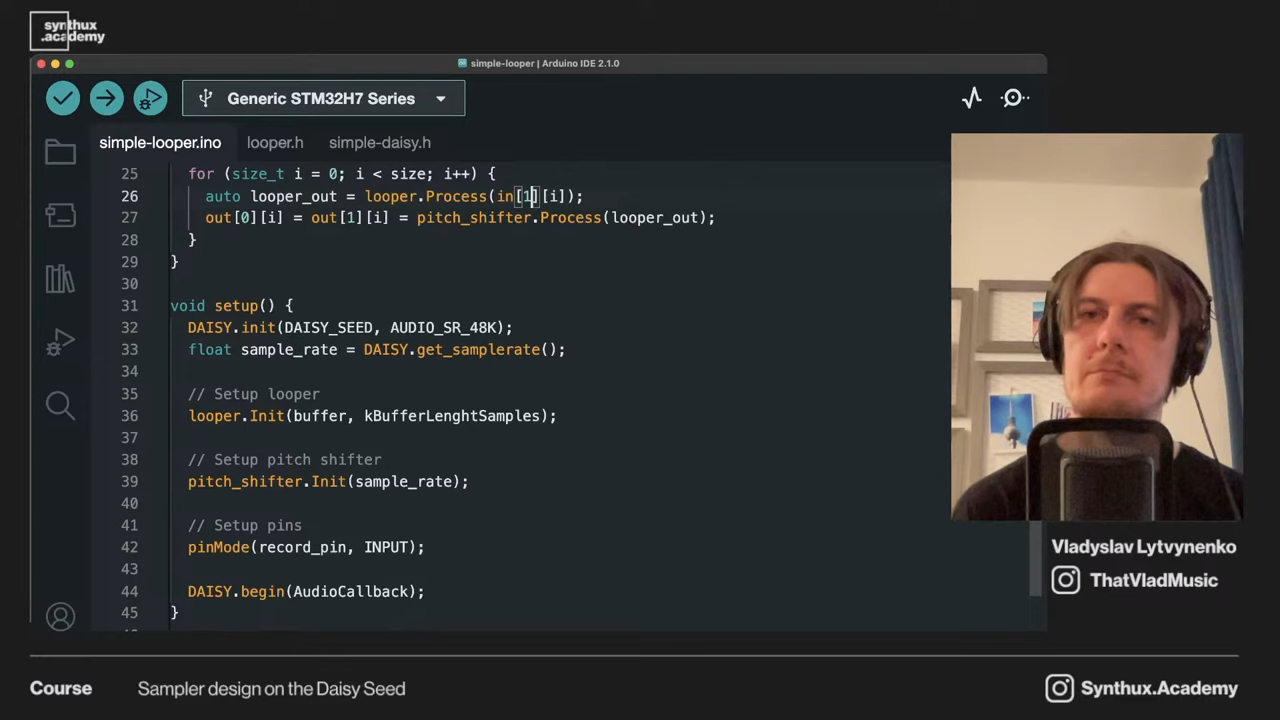 synthux
.academy
simple-looper | Arduino IDE 2.1.0
Generic STM32H7 Series
simple-looper.ino looper.h simple-daisy.h
25 for (size_t i = 0; i < size; i++) {
26 auto looper_out = looper.Process(in[1][i]);
27 out[0][i] = out[1][i] = pitch_shifter.Process(looper_out);
28 }
29 }
30
31 void setup() {
32 DAISY.init(DAISY_SEED, AUDIO_SR_48K);
33 float sample_rate = DAISY.get_samplerate();
34
35 // Setup looper
36 looper.Init(buffer, kBufferLenghtSamples);
37
38 // Setup pitch shifter
39 pitch_shifter.Init(sample_rate);
40
41 // Setup pins
42 pinMode(record_pin, INPUT);
43
44 DAISY.begin(AudioCallback);
45 }
Vladyslav Lytvynenko
ThatVladMusic
Course Sampler design on the Daisy Seed
Synthux.Academy